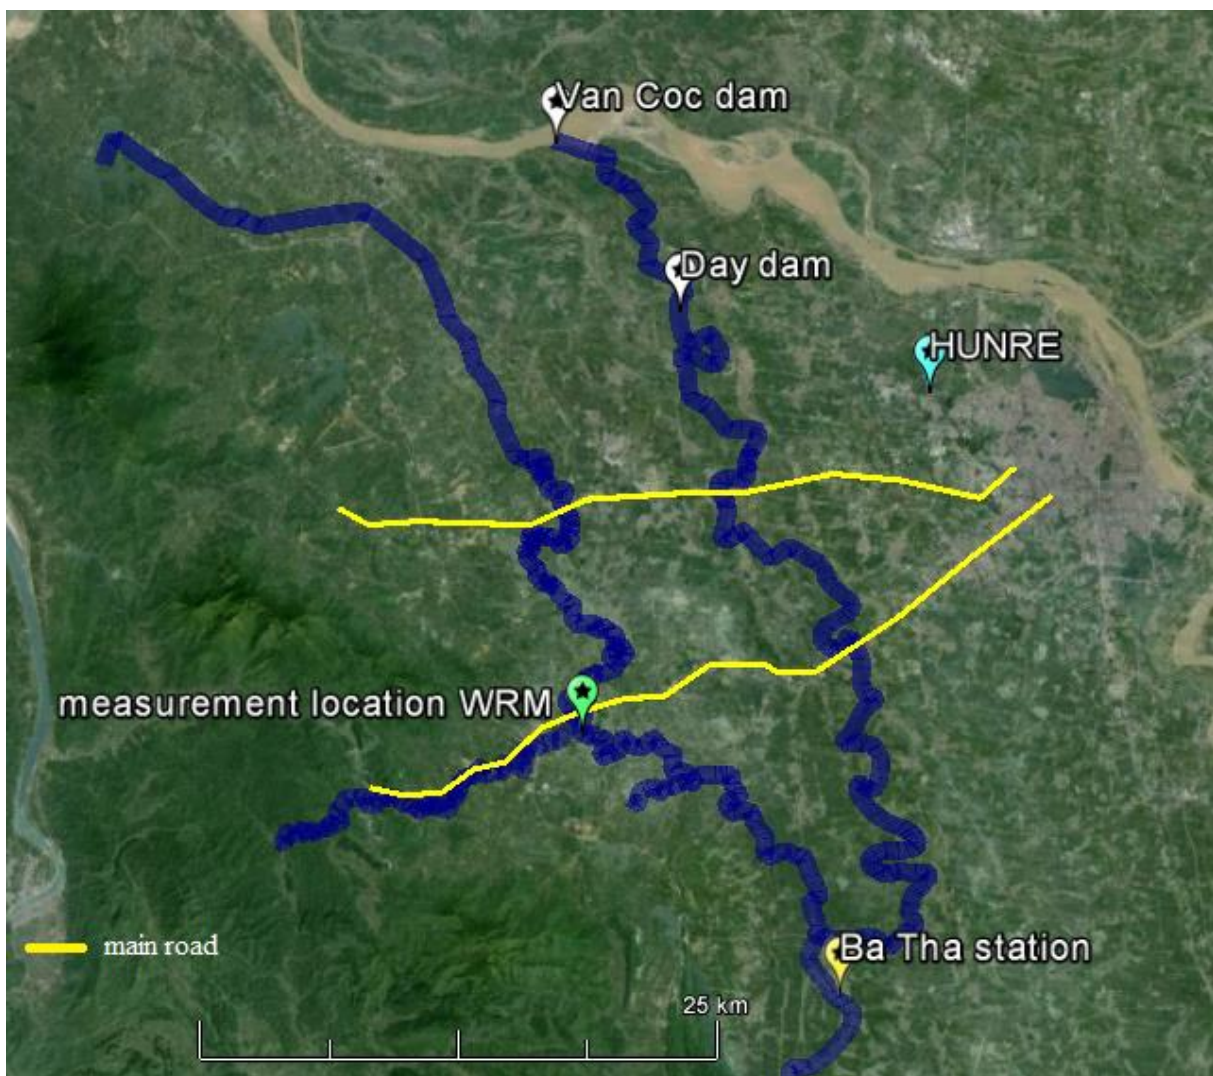 Van Coc dam
Day dam
HUNRE
measurement location WRM
main road
Ba Tha station
25 km